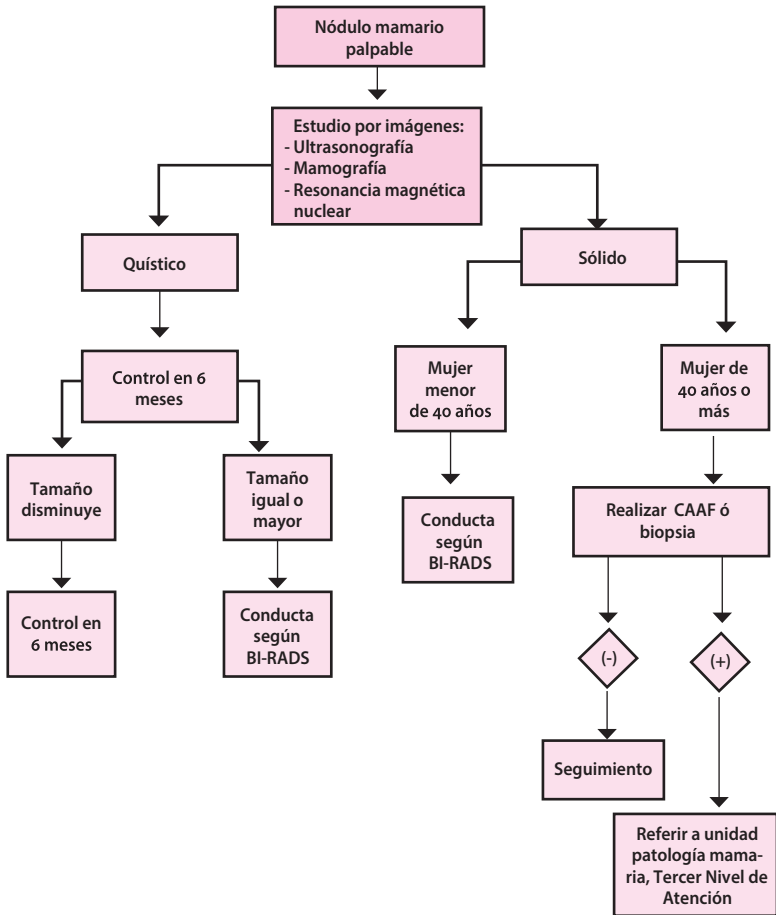 Nódulo mamario
palpable
Estudio por imágenes:
- Ultrasonografía
- Mamografía
- Resonancia magnética
nuclear
Quístico
Sólido
Control en 6
meses
Mujer
menor
de 40 años
Mujer de
40 años o
más
Tamaño
disminuye
Tamaño
igual o
mayor
Conducta
según
BI-RADS
Realizar CAAF ó
biopsia
Control en
6 meses
Conducta
según
BI-RADS
(-)
(+)
Seguimiento
Referir a unidad
patología mama-
ria, Tercer Nivel de
Atención